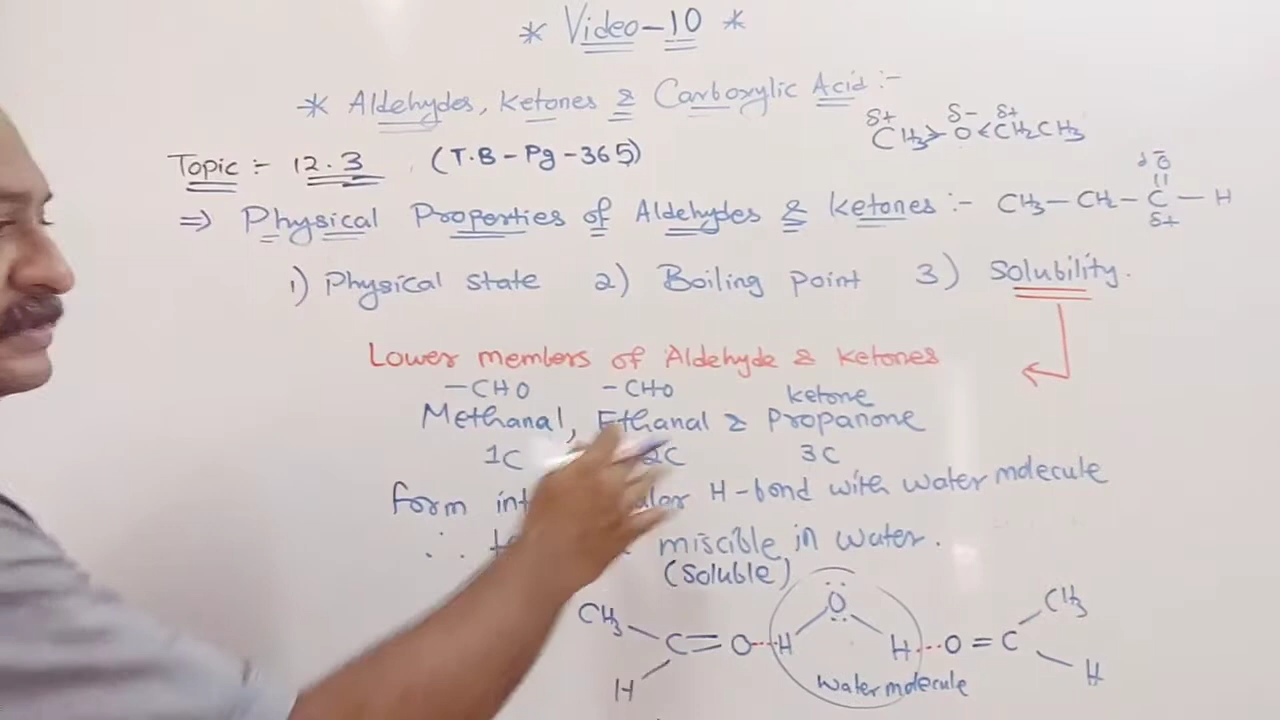 * Video-10 *
* Aldehydes, Ketones & Carboxylic Acid :-
δ+ δ- δ+
CH3 > O < CH2CH3
Topic :- 12.3 (T.B - Pg - 365)
⇒ Physical Properties of Aldehydes & ketones :- CH3 - CH2 - C - H
O
||
δ+
1) Physical state 2) Boiling point 3) Solubility.
Lower members of Aldehyde & ketones
-CHO -CHO ketone
Methanal, Ethanal & Propanone
1C 2C 3C
form H-bond with water molecule
∴ miscible in water.
(Soluble)
CH3 O CH3
C = O --- H H --- O = C
H water molecule H